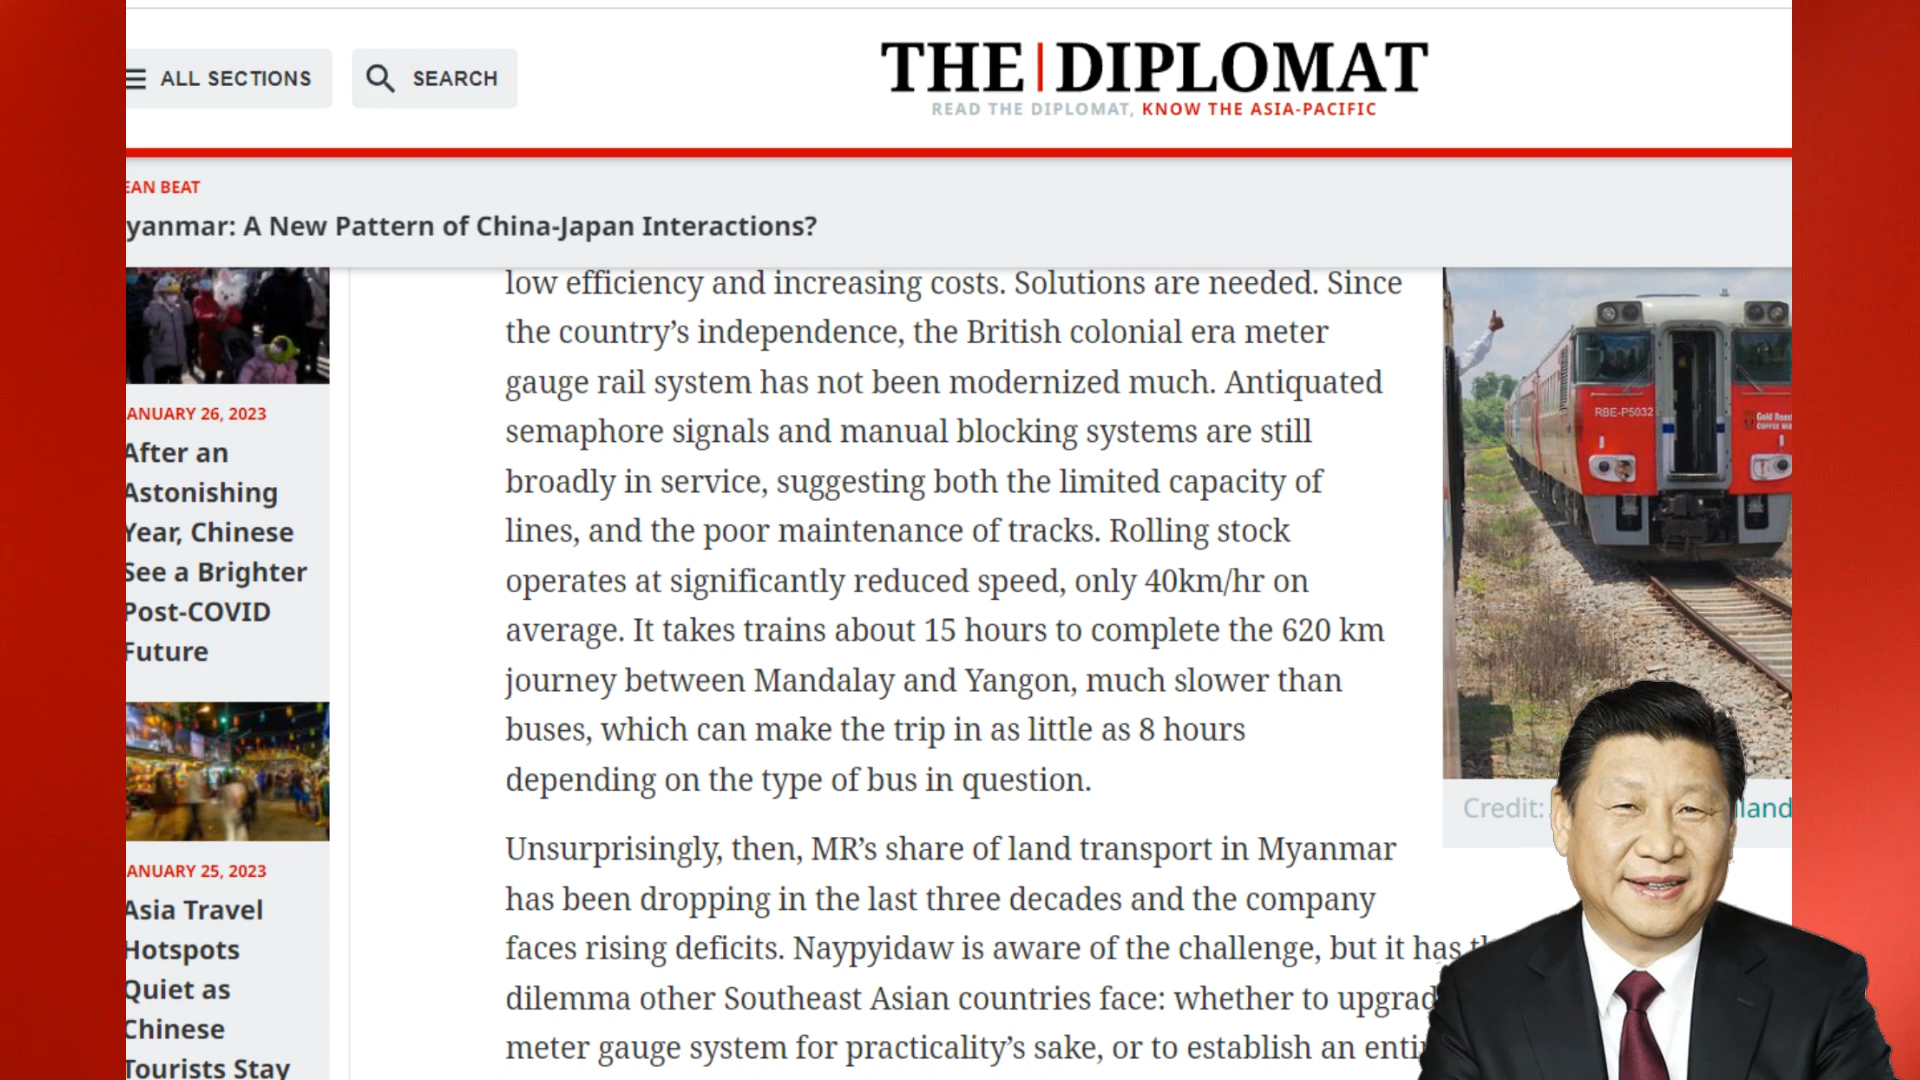 ALL SECTIONS
SEARCH
THE DIPLOMAT
READ THE DIPLOMAT, KNOW THE ASIA-PACIFIC
EAN BEAT
yanmar: A New Pattern of China-Japan Interactions?
ANUARY 26, 2023
After an
Astonishing
Year, Chinese
See a Brighter
Post-COVID
Future
ANUARY 25, 2023
Asia Travel
Hotspots
Quiet as
Chinese
Tourists Stay
low efficiency and increasing costs. Solutions are needed. Since
the country’s independence, the British colonial era meter
gauge rail system has not been modernized much. Antiquated
semaphore signals and manual blocking systems are still
broadly in service, suggesting both the limited capacity of
lines, and the poor maintenance of tracks. Rolling stock
operates at significantly reduced speed, only 40km/hr on
average. It takes trains about 15 hours to complete the 620 km
journey between Mandalay and Yangon, much slower than
buses, which can make the trip in as little as 8 hours
depending on the type of bus in question.
Unsurprisingly, then, MR’s share of land transport in Myanmar
has been dropping in the last three decades and the company
faces rising deficits. Naypyidaw is aware of the challenge, but it has
dilemma other Southeast Asian countries face: whether to upgrad
meter gauge system for practicality’s sake, or to establish an enti
RBE-P5032
Gold Roast
Credit: land